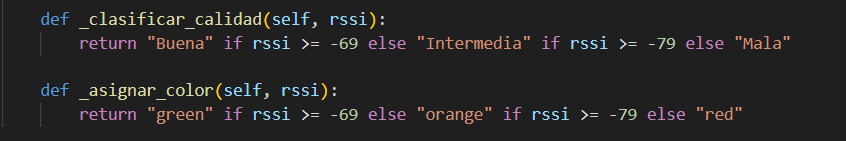 def _clasificar_calidad(self, rssi):
    return "Buena" if rssi >= -69 else "Intermedia" if rssi >= -79 else "Mala"
def _asignar_color(self, rssi):
    return "green" if rssi >= -69 else "orange" if rssi >= -79 else "red"